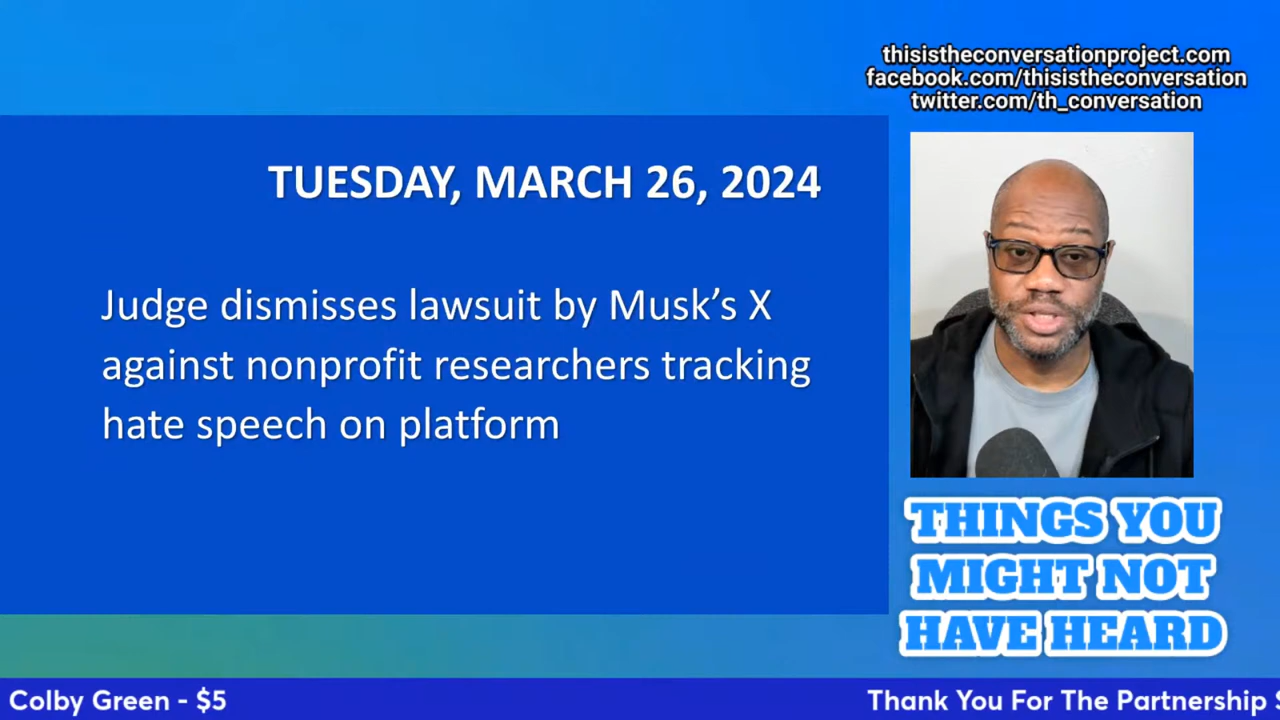 thisistheconversationproject.com
facebook.com/thisistheconversation
twitter.com/th_conversation
TUESDAY, MARCH 26, 2024
Judge dismisses lawsuit by Musk’s X
against nonprofit researchers tracking
hate speech on platform
THINGS YOU
MIGHT NOT
HAVE HEARD
Colby Green - $5
Thank You For The Partnership S